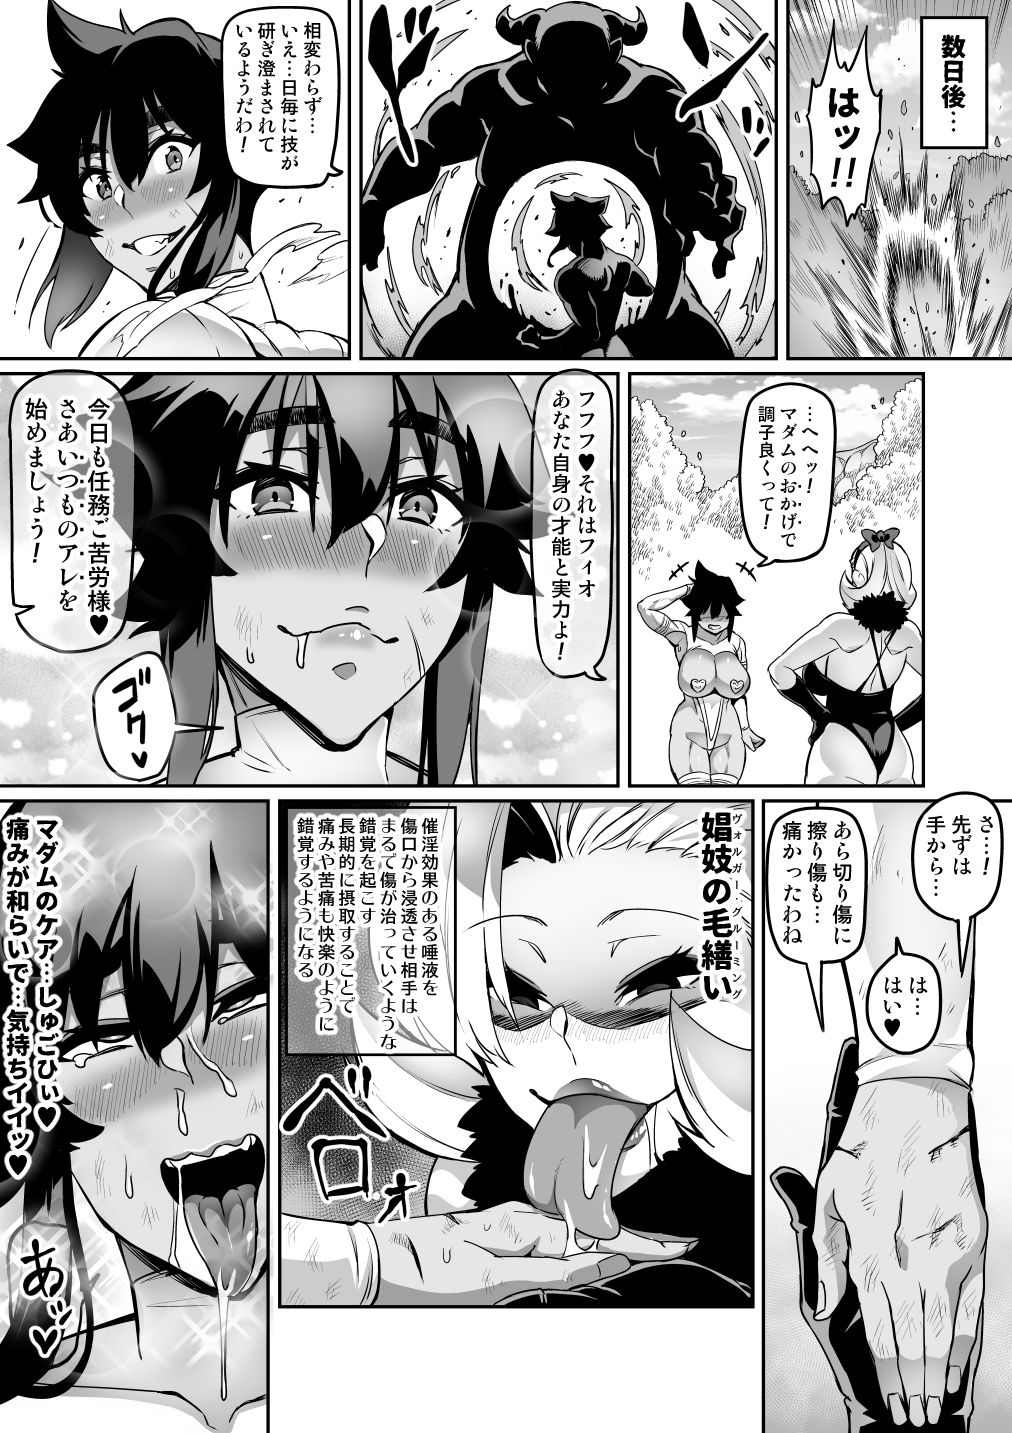 数日後…
はッ!!
相変わらず…
いえ…日毎に技が
研ぎ澄まされて
いるようだわ!
…へへッ!
マダムのおかげで
調子良くって!
フフフ♥それはフィオ
あなた自身の才能と実力よ!
今日も任務ご苦労様♥
さあいつものアレを
始めましょう!
ゴクッ♥
さ…!
先ずは
手から…
は…
はい♥
あら切り傷に
擦り傷も…
痛かったわね
娼妓の毛繕い
ヴォルガー・グルーミング
催淫効果のある唾液を
傷口から浸透させ相手は
まるで傷が治っていくような
錯覚を起こす
長期的に摂取することで
痛みや苦痛も快楽のように
錯覚するようになる
ベロォ
マダムのケア…しゅごひぃ♥
痛みが和らいで…気持ちイイッ♥
あッ♥